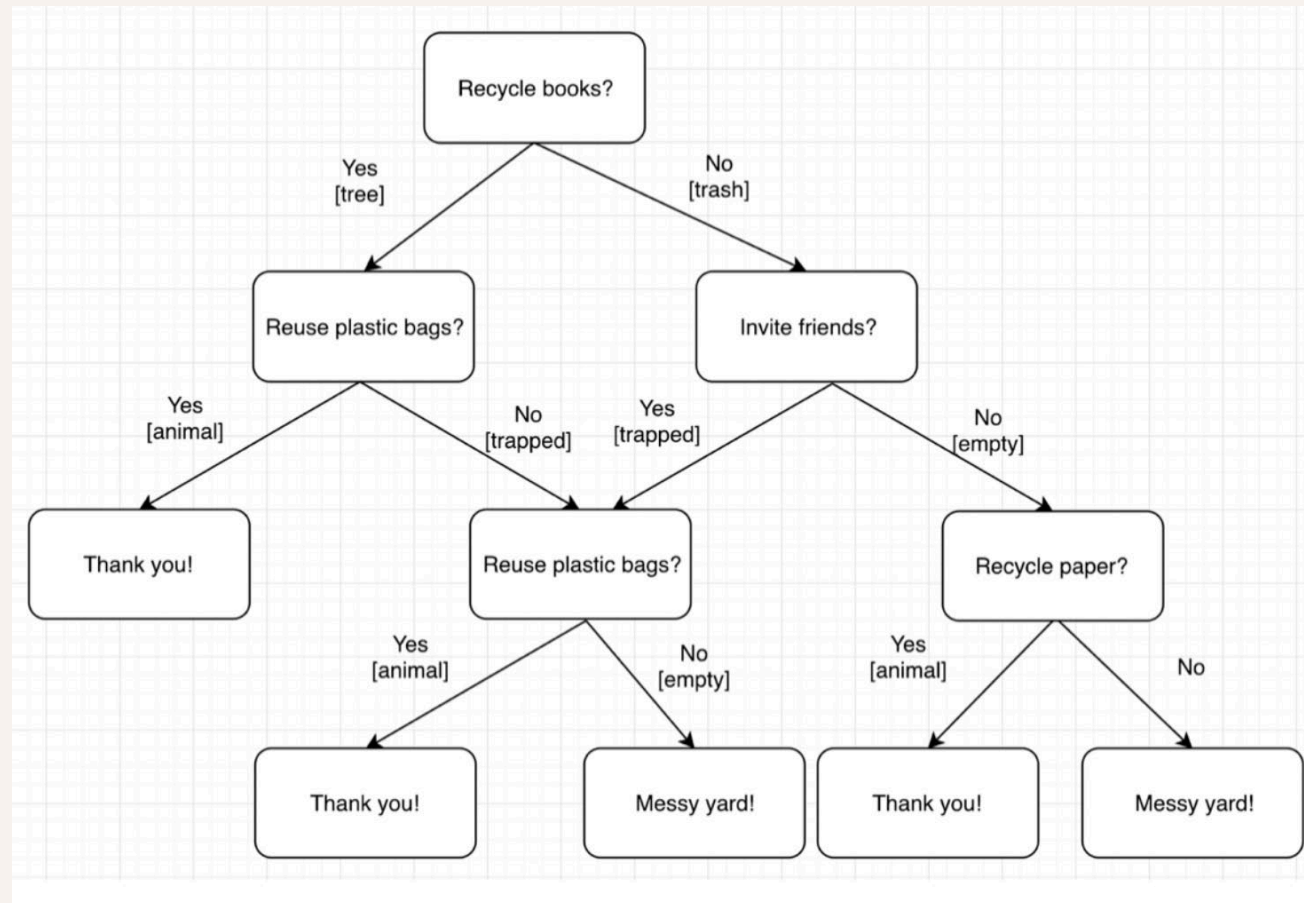 Recycle books?
Yes
[tree]
No
[trash]
Reuse plastic bags?
Invite friends?
Yes
[animal]
No
[trapped]
Yes
[trapped]
No
[empty]
Thank you!
Reuse plastic bags?
Recycle paper?
Yes
[animal]
No
[empty]
Yes
[animal]
No
Thank you!
Messy yard!
Thank you!
Messy yard!